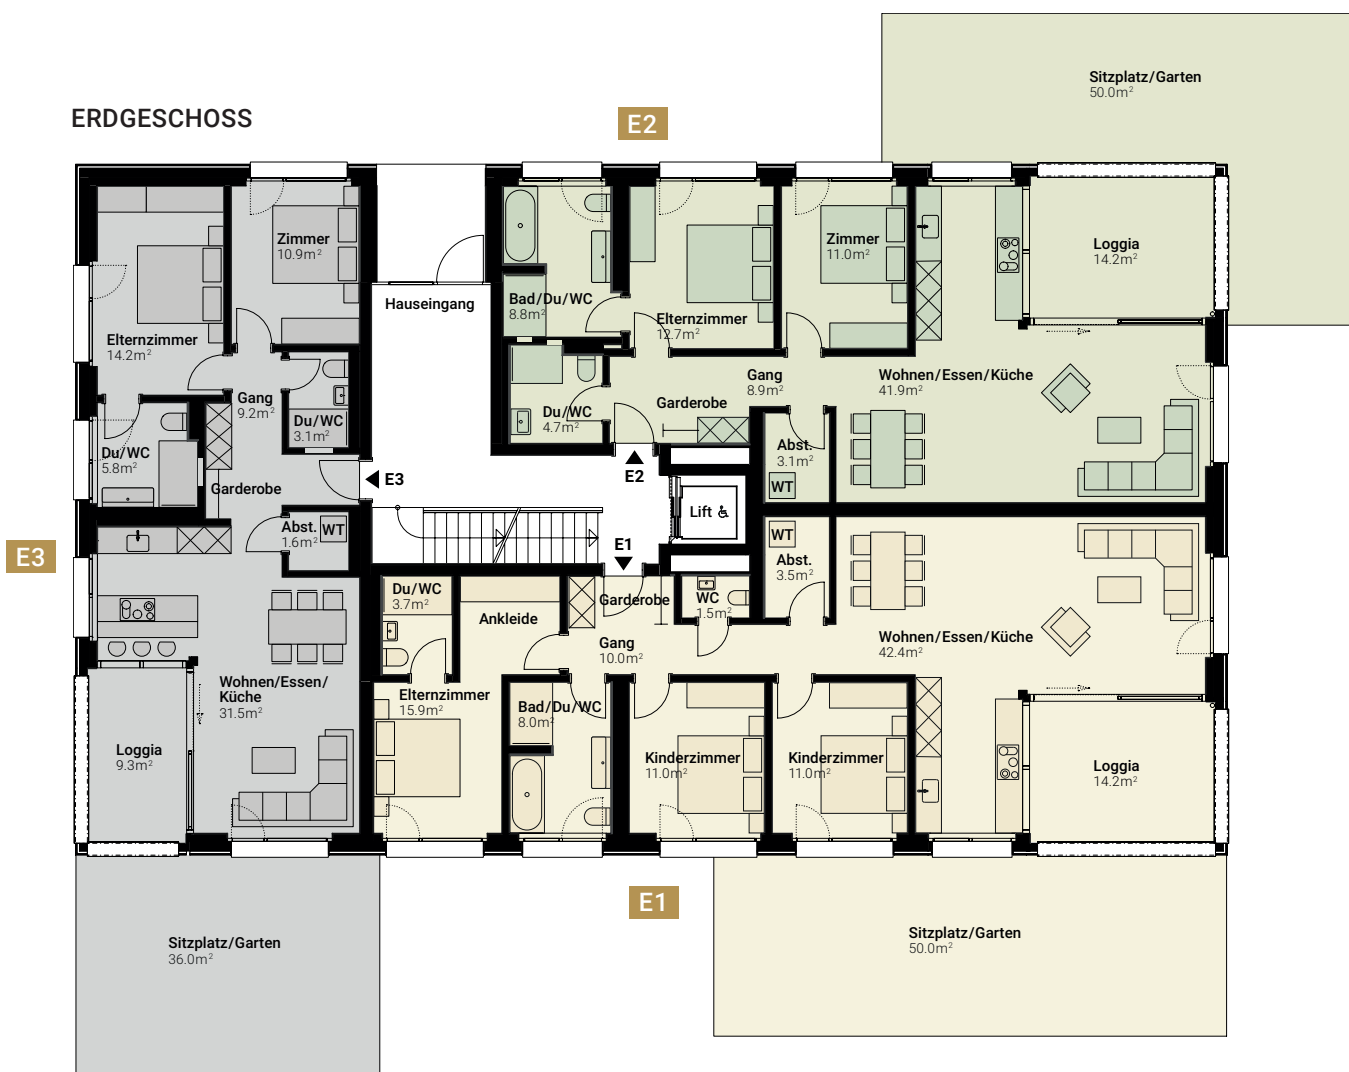 Sitzplatz/Garten
50.0m²
ERDGESCHOSS
E2
Zimmer
10.9m²
Elternzimmer
14.2m²
Hauseingang
Bad/Du/WC
8.8m²
Elternzimmer
12.7m²
Zimmer
11.0m²
Loggia
14.2m²
Gang
9.2m²
Du/WC
3.1m²
Du/WC
5.8m²
Garderobe
Abst.
1.6m²
WT
E3
Du/WC
4.7m²
Gang
8.9m²
Garderobe
Wohnen/Essen/Küche
41.9m²
Abst.
3.1m²
WT
E2
Lift
E1
E3
WT
Abst.
3.5m²
Du/WC
3.7m²
Ankleide
Garderobe
WC
1.5m²
Gang
10.0m²
Wohnen/Essen/Küche
42.4m²
Wohnen/Essen/
Küche
31.5m²
Elternzimmer
15.9m²
Bad/Du/WC
8.0m²
Loggia
9.3m²
Kinderzimmer
11.0m²
Kinderzimmer
11.0m²
Loggia
14.2m²
E1
Sitzplatz/Garten
36.0m²
Sitzplatz/Garten
50.0m²